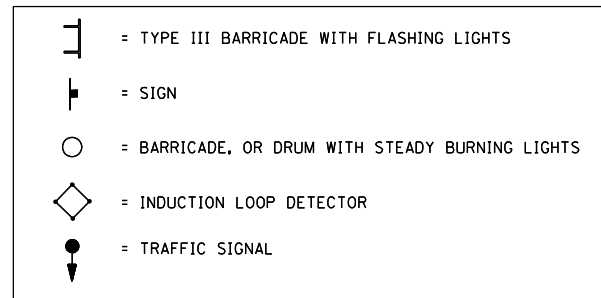 = TYPE III BARRICADE WITH FLASHING LIGHTS
= SIGN
= BARRICADE, OR DRUM WITH STEADY BURNING LIGHTS
= INDUCTION LOOP DETECTOR
= TRAFFIC SIGNAL